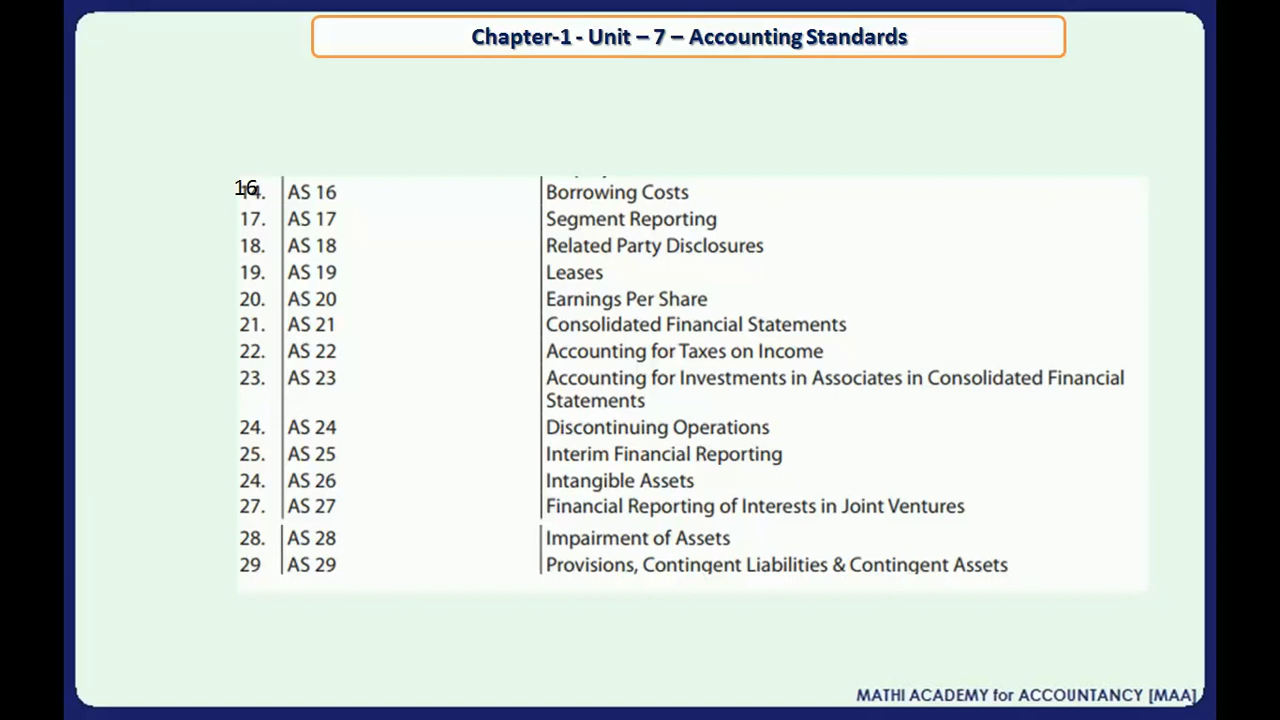 Chapter-1 - Unit – 7 – Accounting Standards
16
14. AS 16 Borrowing Costs
17. AS 17 Segment Reporting
18. AS 18 Related Party Disclosures
19. AS 19 Leases
20. AS 20 Earnings Per Share
21. AS 21 Consolidated Financial Statements
22. AS 22 Accounting for Taxes on Income
23. AS 23 Accounting for Investments in Associates in Consolidated Financial
Statements
24. AS 24 Discontinuing Operations
25. AS 25 Interim Financial Reporting
24. AS 26 Intangible Assets
27. AS 27 Financial Reporting of Interests in Joint Ventures
28. AS 28 Impairment of Assets
29 AS 29 Provisions, Contingent Liabilities & Contingent Assets
MATHI ACADEMY for ACCOUNTANCY [MAA]